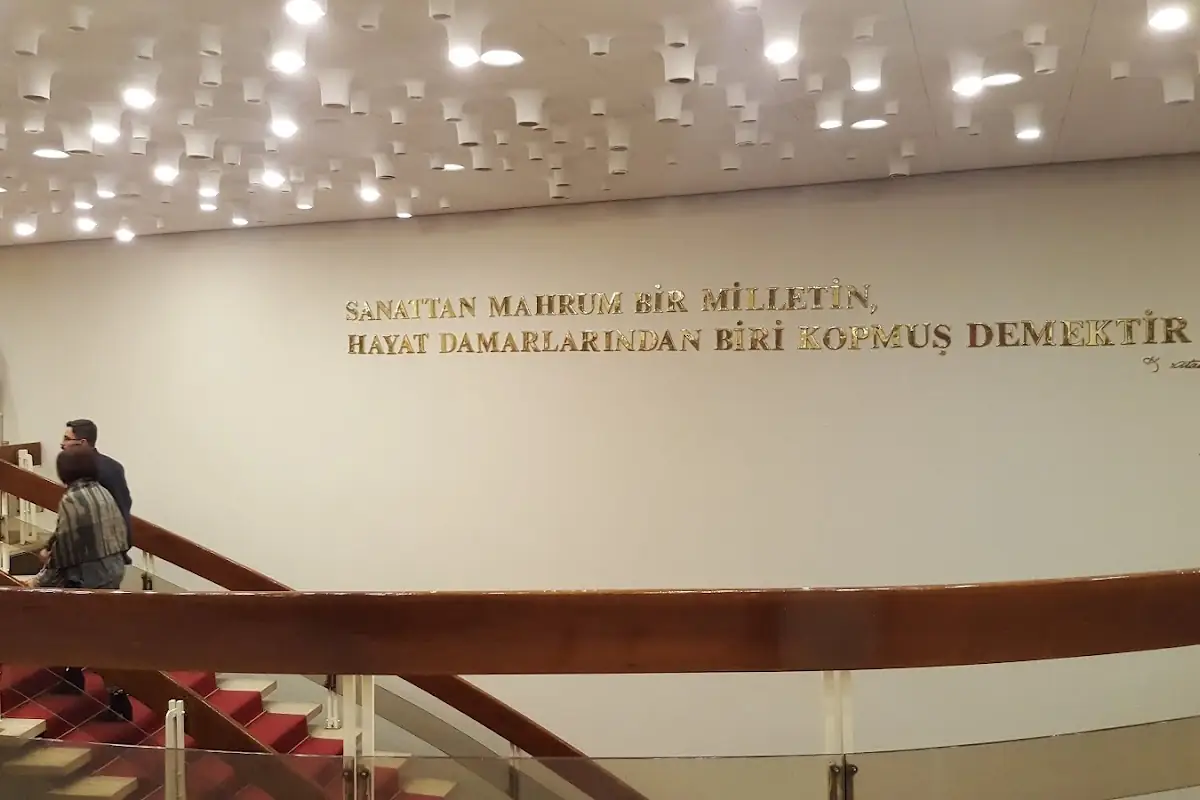 SANATTAN MAHRUM BİR MİLLETİN,
HAYAT DAMARLARINDAN BİRİ KOPMUŞ DEMEKTİR